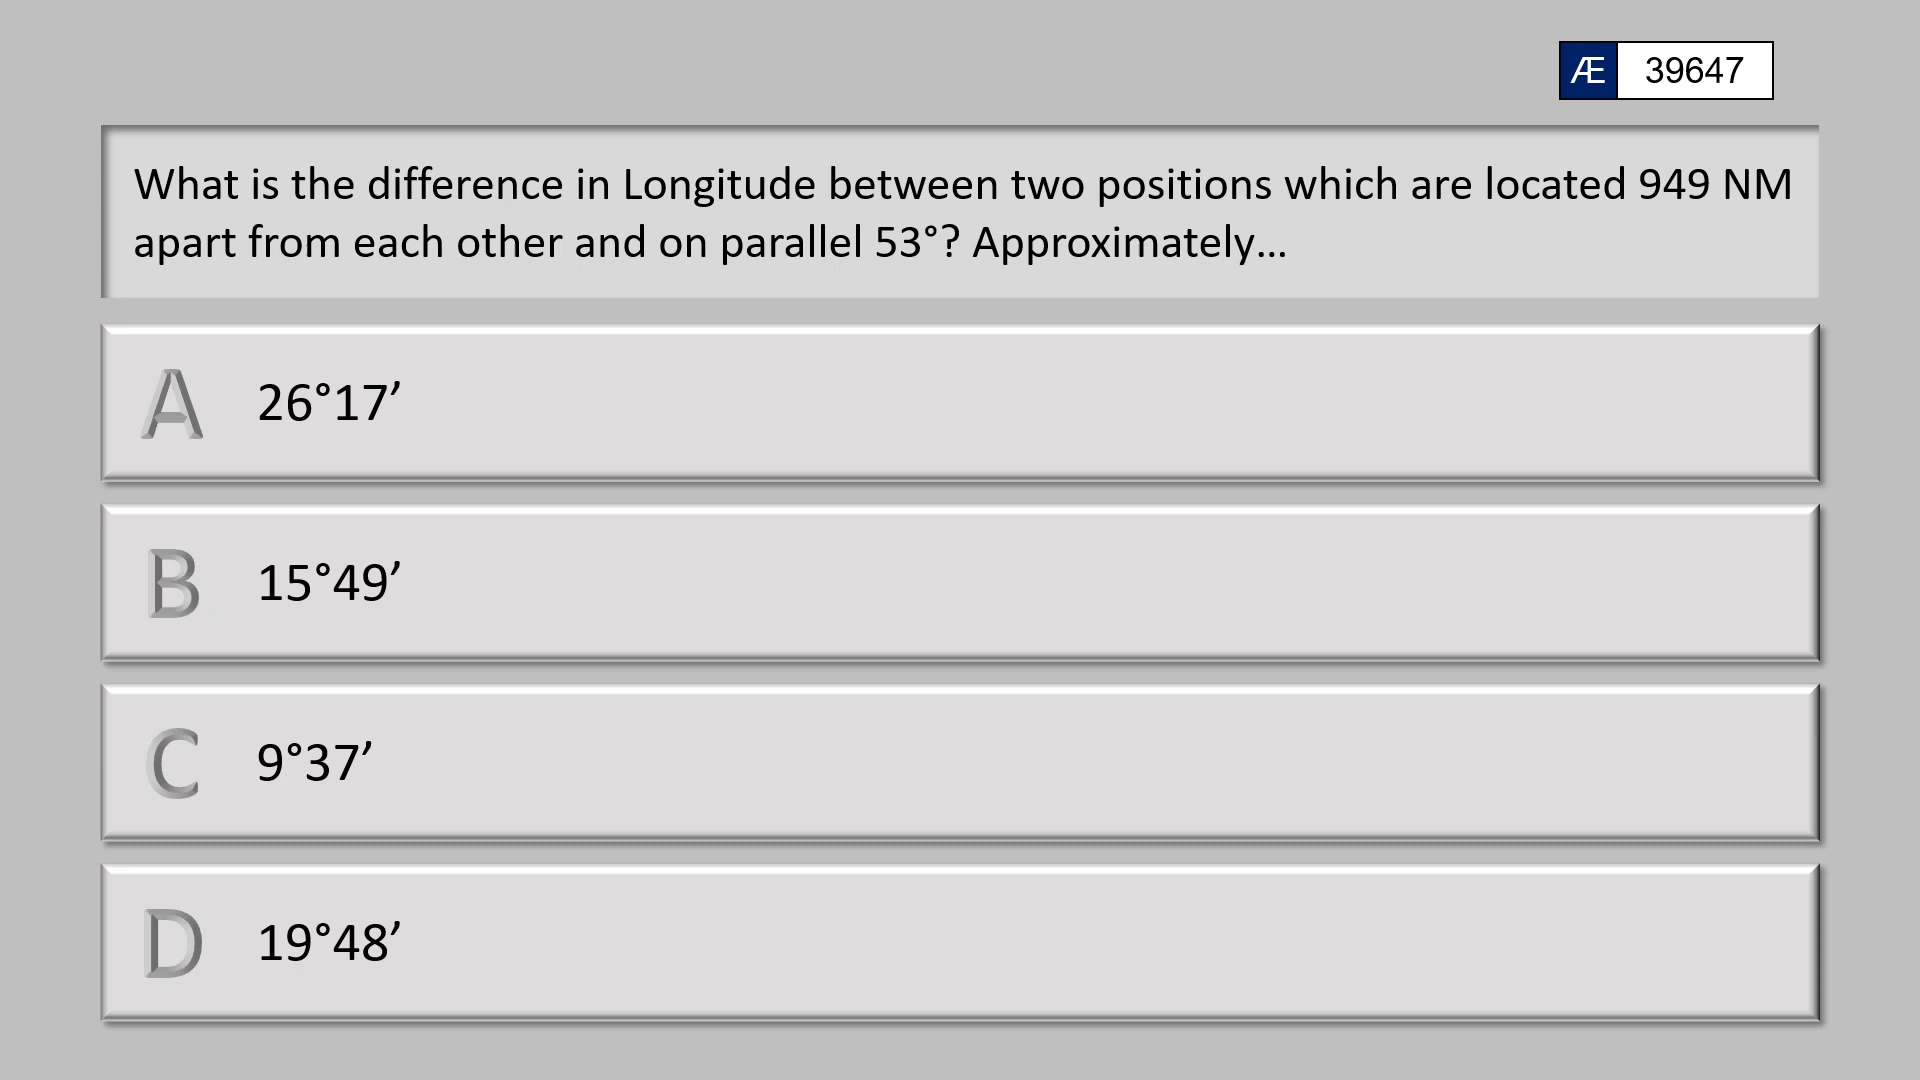 Æ 39647
What is the difference in Longitude between two positions which are located 949 NM
apart from each other and on parallel 53°? Approximately…
A 26°17’
B 15°49’
C 9°37’
D 19°48’